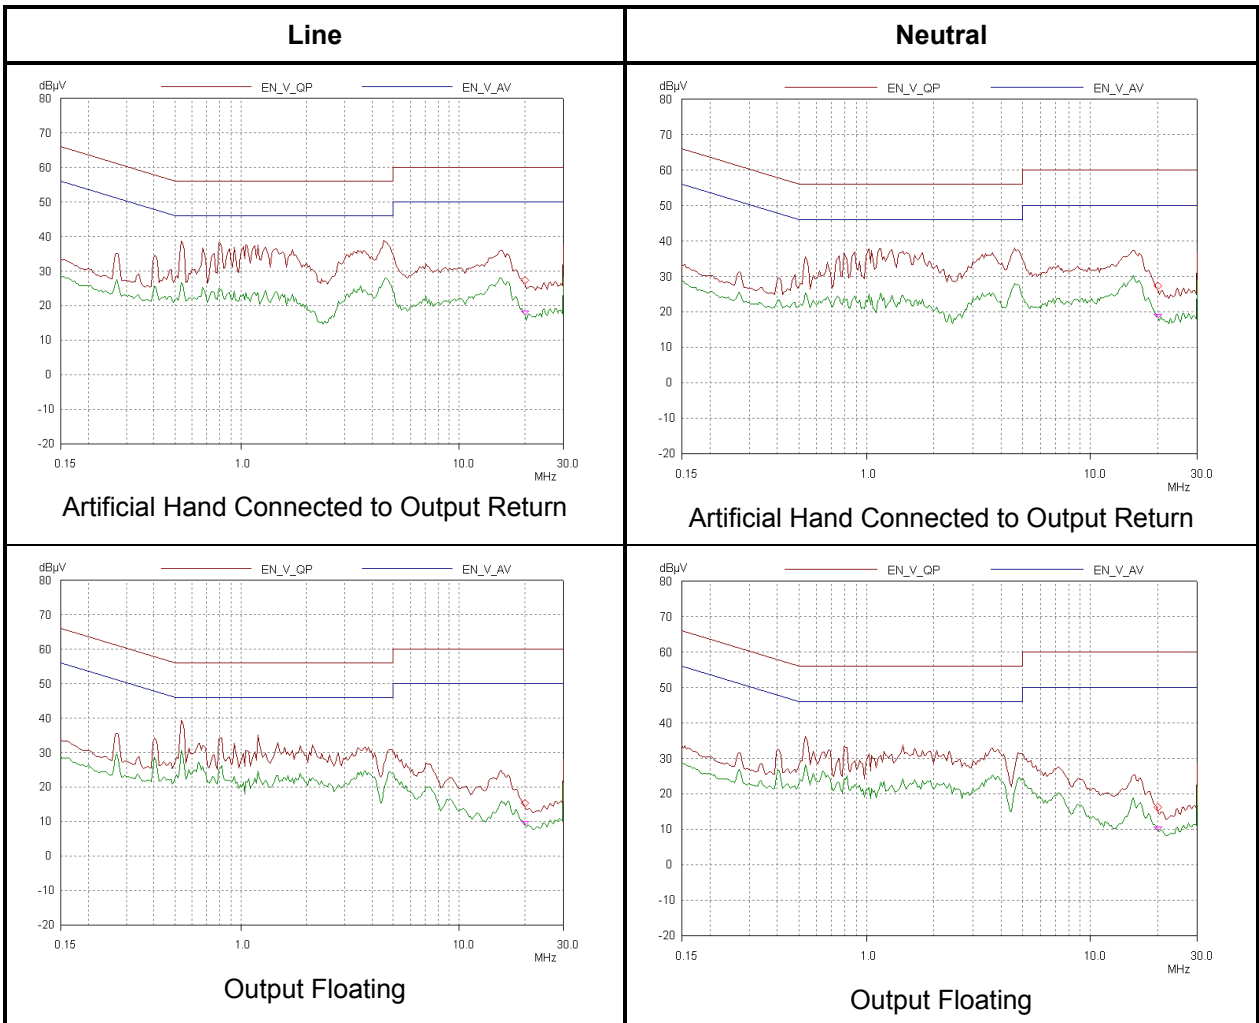 Line
Neutral
dBµV
EN_V_QP
EN_V_AV
80
70
60
50
40
30
20
10
0
-10
-20
0.15
1.0
10.0
30.0
MHz
Artificial Hand Connected to Output Return
dBµV
EN_V_QP
EN_V_AV
80
70
60
50
40
30
20
10
0
-10
-20
0.15
1.0
10.0
30.0
MHz
Artificial Hand Connected to Output Return
dBµV
EN_V_QP
EN_V_AV
80
70
60
50
40
30
20
10
0
-10
-20
0.15
1.0
10.0
30.0
MHz
Output Floating
dBµV
EN_V_QP
EN_V_AV
80
70
60
50
40
30
20
10
0
-10
-20
0.15
1.0
10.0
30.0
MHz
Output Floating